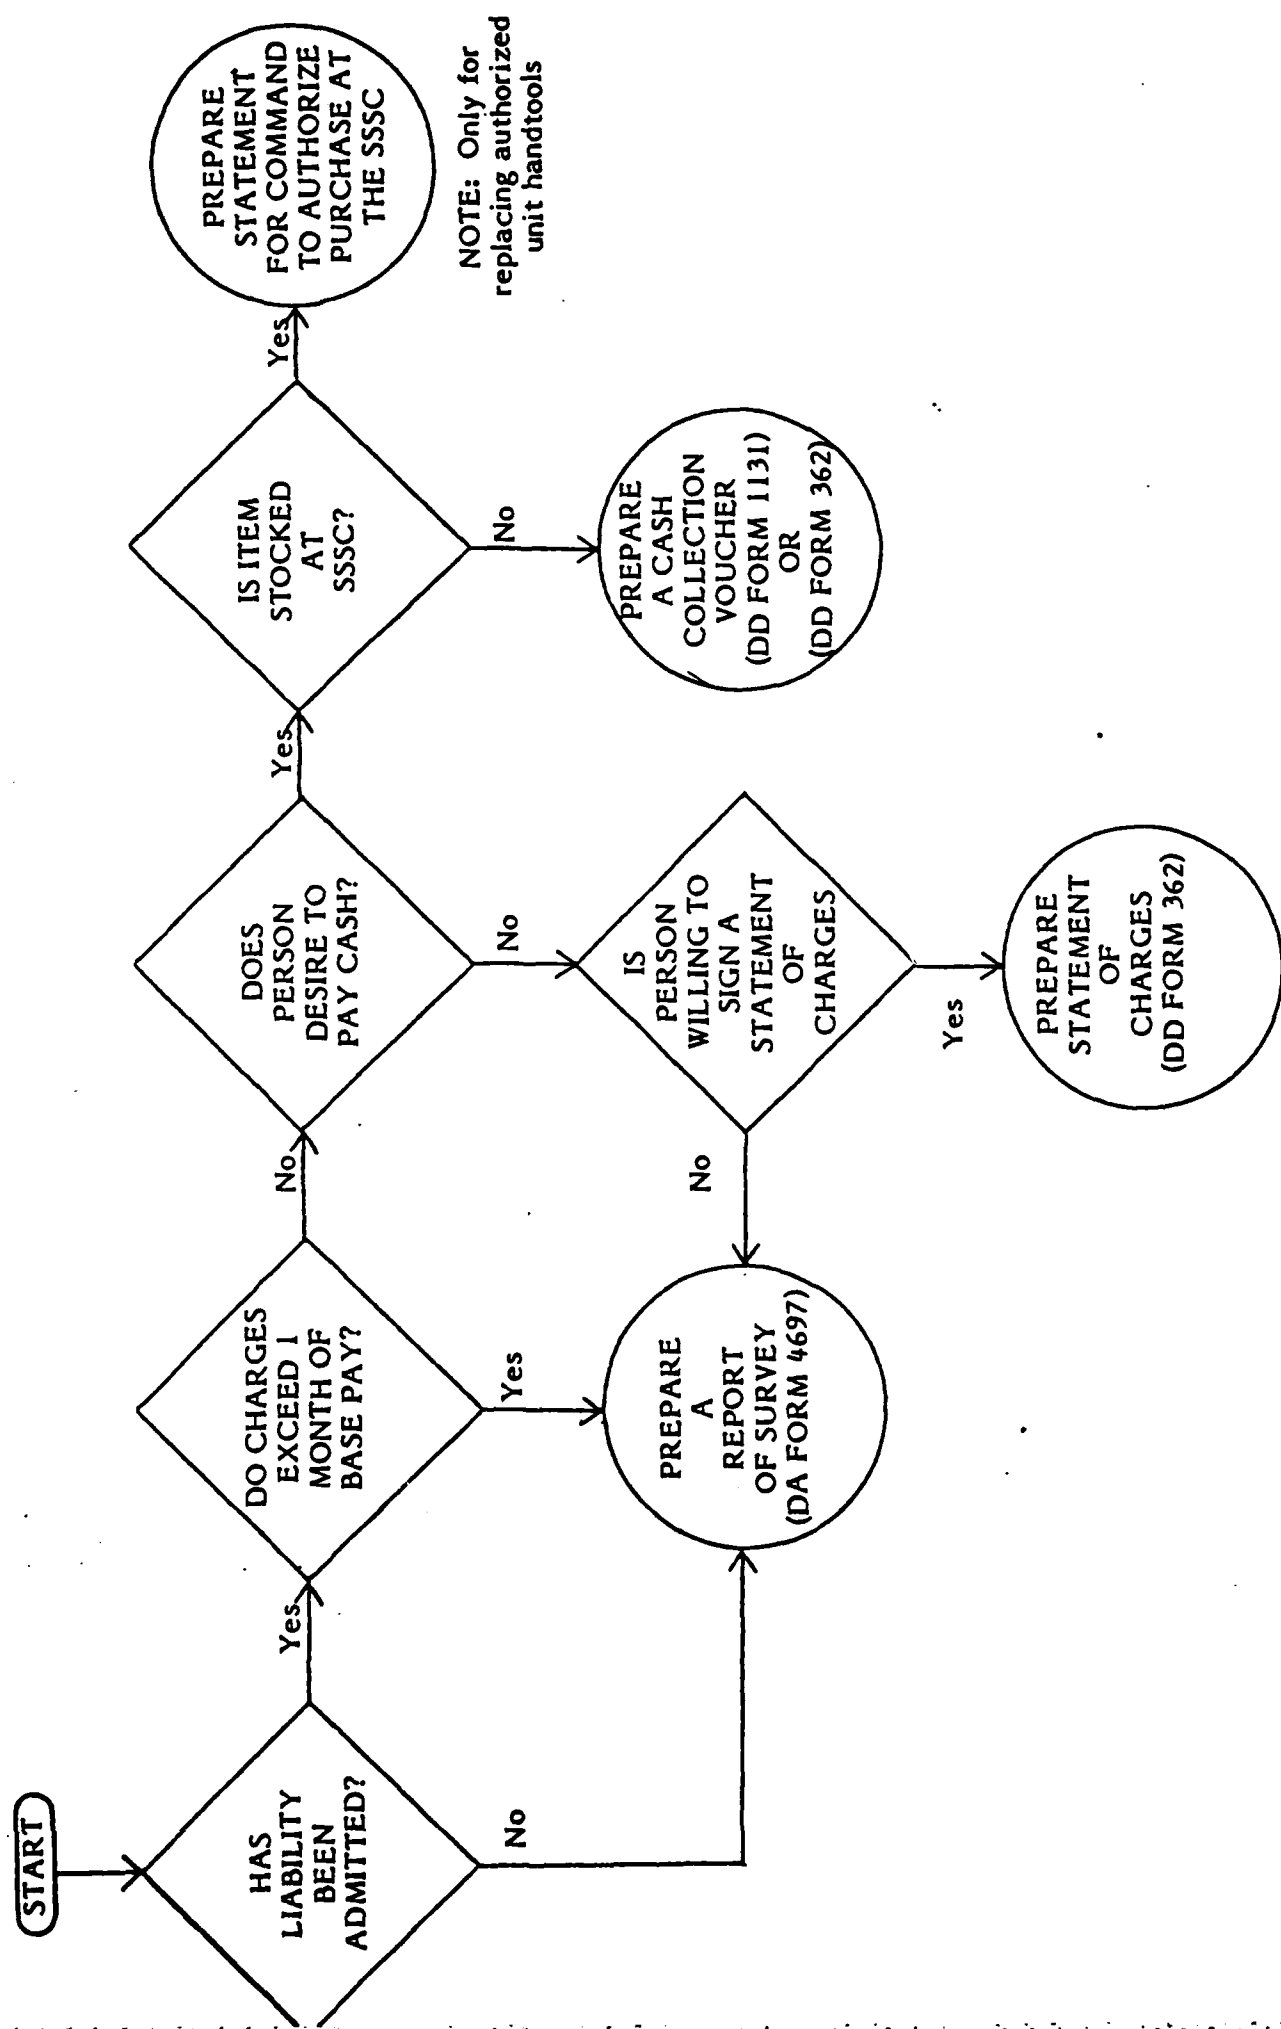 START
HAS
LIABILITY
BEEN
ADMITTED?
Yes
No
DO CHARGES
EXCEED 1
MONTH OF
BASE PAY?
No
Yes
DOES
PERSON
DESIRE TO
PAY CASH?
Yes
No
IS ITEM
STOCKED
AT
SSSC?
Yes
No
PREPARE
STATEMENT
FOR COMMAND
TO AUTHORIZE
PURCHASE AT
THE SSSC
NOTE: Only for
replacing authorized
unit handtools
PREPARE
A
REPORT
OF SURVEY
(DA FORM 4697)
No
IS
PERSON
WILLING TO
SIGN A
STATEMENT
OF
CHARGES
Yes
PREPARE
A CASH
COLLECTION
VOUCHER
(DD FORM 1131)
OR
(DD FORM 362)
PREPARE
STATEMENT
OF
CHARGES
(DD FORM 362)